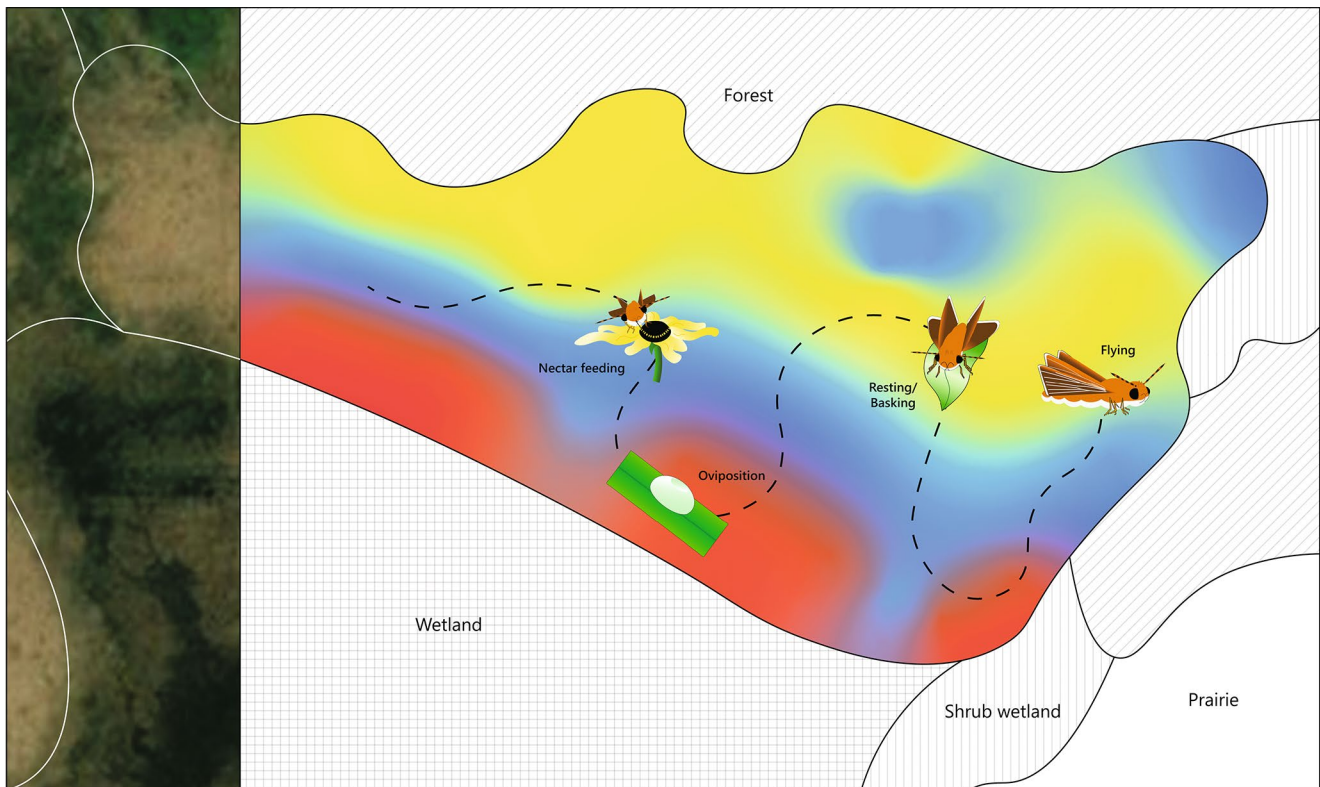 Forest
Nectar feeding
Resting/
Basking
Flying
Oviposition
Wetland
Shrub wetland
Prairie